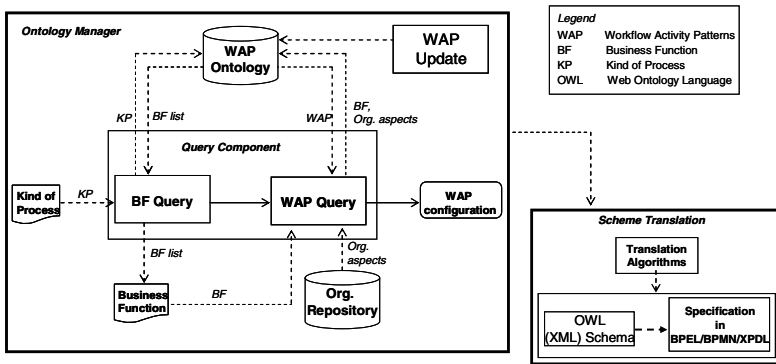 Ontology Manager
WAP
Ontology
WAP
Update
KP
BF list
WAP
BF,
Org. aspects
Query Component
Kind of
Process
KP
BF Query
WAP Query
WAP
configuration
BF list
Org.
aspects
Business
Function
BF
Org.
Repository
Legend
WAP Workflow Activity Patterns
BF Business Function
KP Kind of Process
OWL Web Ontology Language
Scheme Translation
Translation
Algorithms
OWL
(XML) Schema
Specification
in
BPEL/BPMN/XPDL